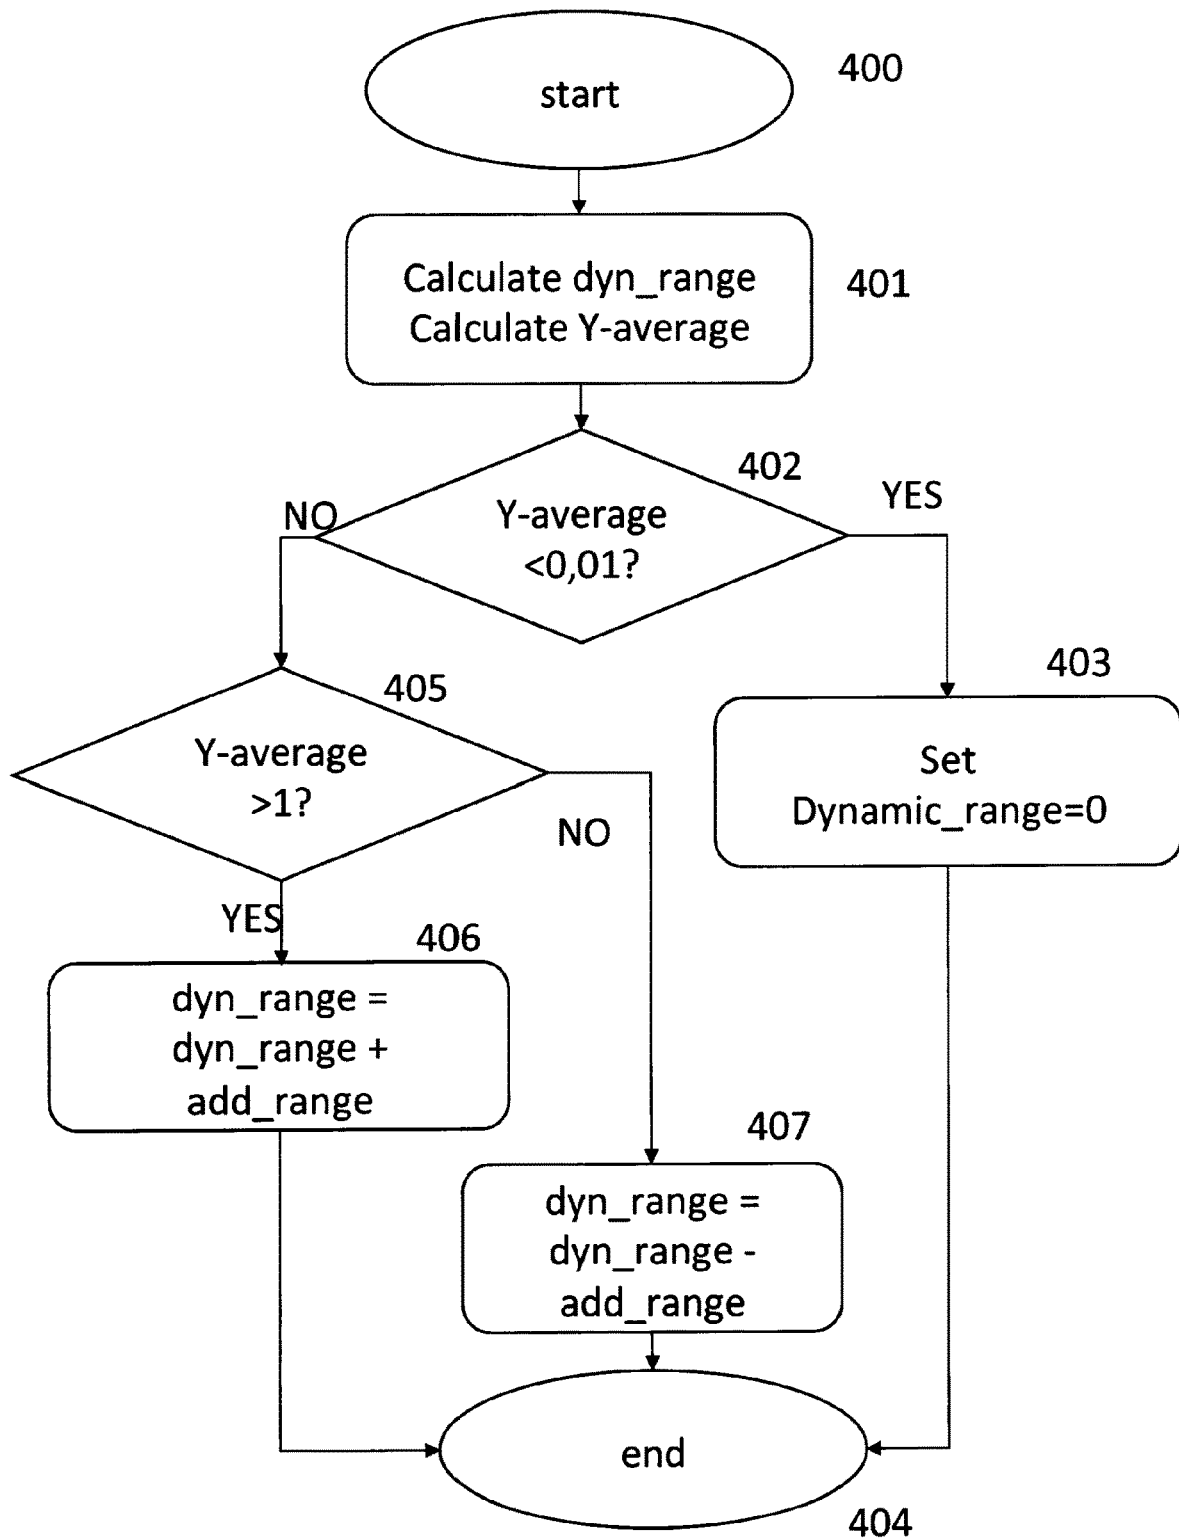 start
400
Calculate dyn_range
Calculate Y-average
401
402
Y-average
<0,01?
NO
YES
403
Set
Dynamic_range=0
405
Y-average
>1?
NO
YES
406
dyn_range =
dyn_range +
add_range
407
dyn_range =
dyn_range -
add_range
end
404